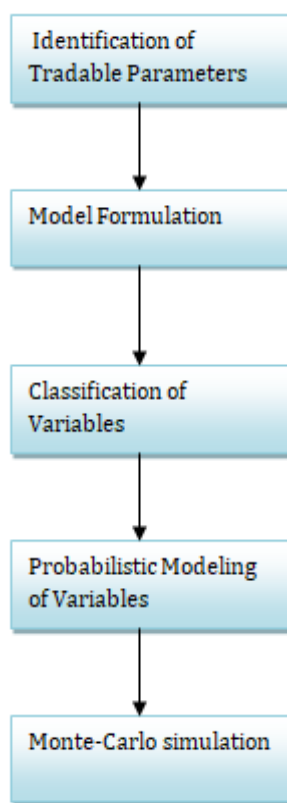 Identification of
Tradable Parameters
Model Formulation
Classification of
Variables
Probabilistic Modeling
of Variables
Monte-Carlo simulation